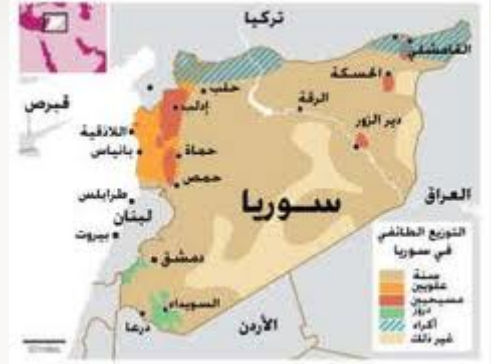 تركيا
القامشلي
الحسكة
حلب
الرقة
إدلب
قبرص
دير الزور
اللاذقية
بانياس
حماة
حمص
طرابلس
العراق
لبنان
سوريا
بيروت
دمشق
السويداء
درعا
الأردن
التوزيع الطائفي
في سوريا
سنة
علويين
مسيحيين
دروز
أكراد
غير ذلك